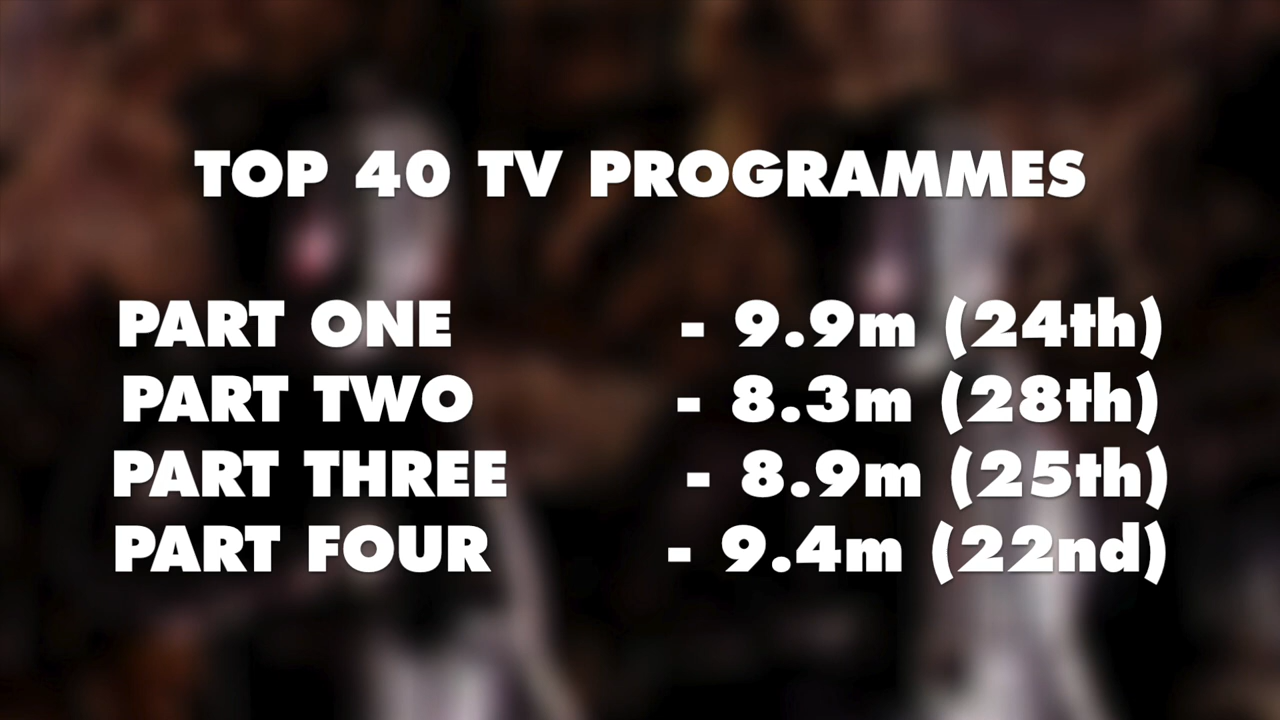 TOP 40 TV PROGRAMMES
PART ONE - 9.9m (24th)
PART TWO - 8.3m (28th)
PART THREE - 8.9m (25th)
PART FOUR - 9.4m (22nd)